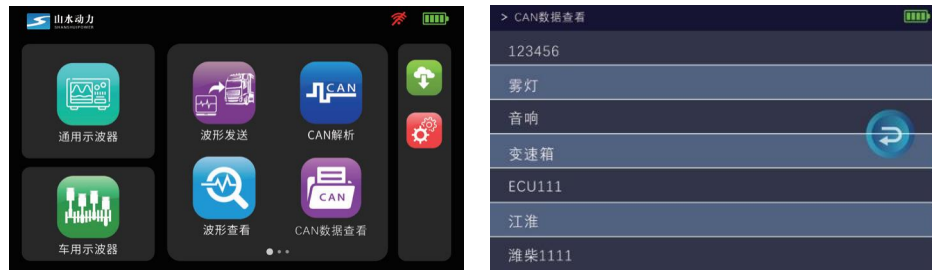 山水动力
SHANSHUIPOWER
通用示波器
车用示波器
CAN
波形发送
CAN解析
波形查看
CAN
CAN数据查看
> CAN数据查看
123456
雾灯
音响
变速箱
ECU111
江淮
潍柴1111